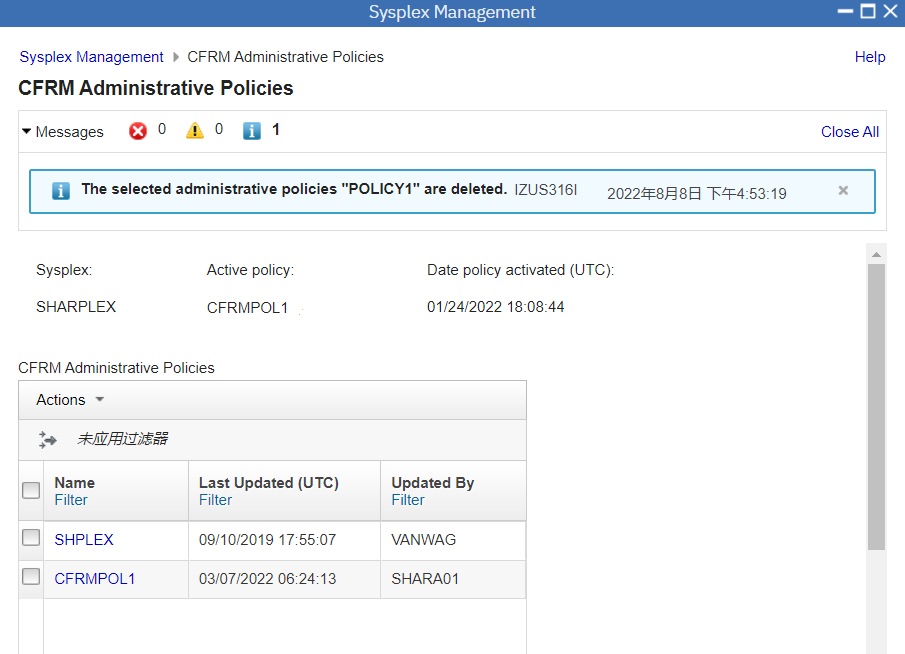 Sysplex Management
Sysplex Management CFRM Administrative Policies Help
CFRM Administrative Policies
Messages 0 0 1 Close All
The selected administrative policies "POLICY1" are deleted. IZUS316I 2022年8月8日 下午4:53:19
Sysplex: Active policy: Date policy activated (UTC):
SHARPLEX CFRMPOL1 01/24/2022 18:08:44
CFRM Administrative Policies
Actions
未应用过滤器
Name Last Updated (UTC) Updated By
Filter Filter Filter
SHPLEX 09/10/2019 17:55:07 VANWAG
CFRMPOL1 03/07/2022 06:24:13 SHARA01